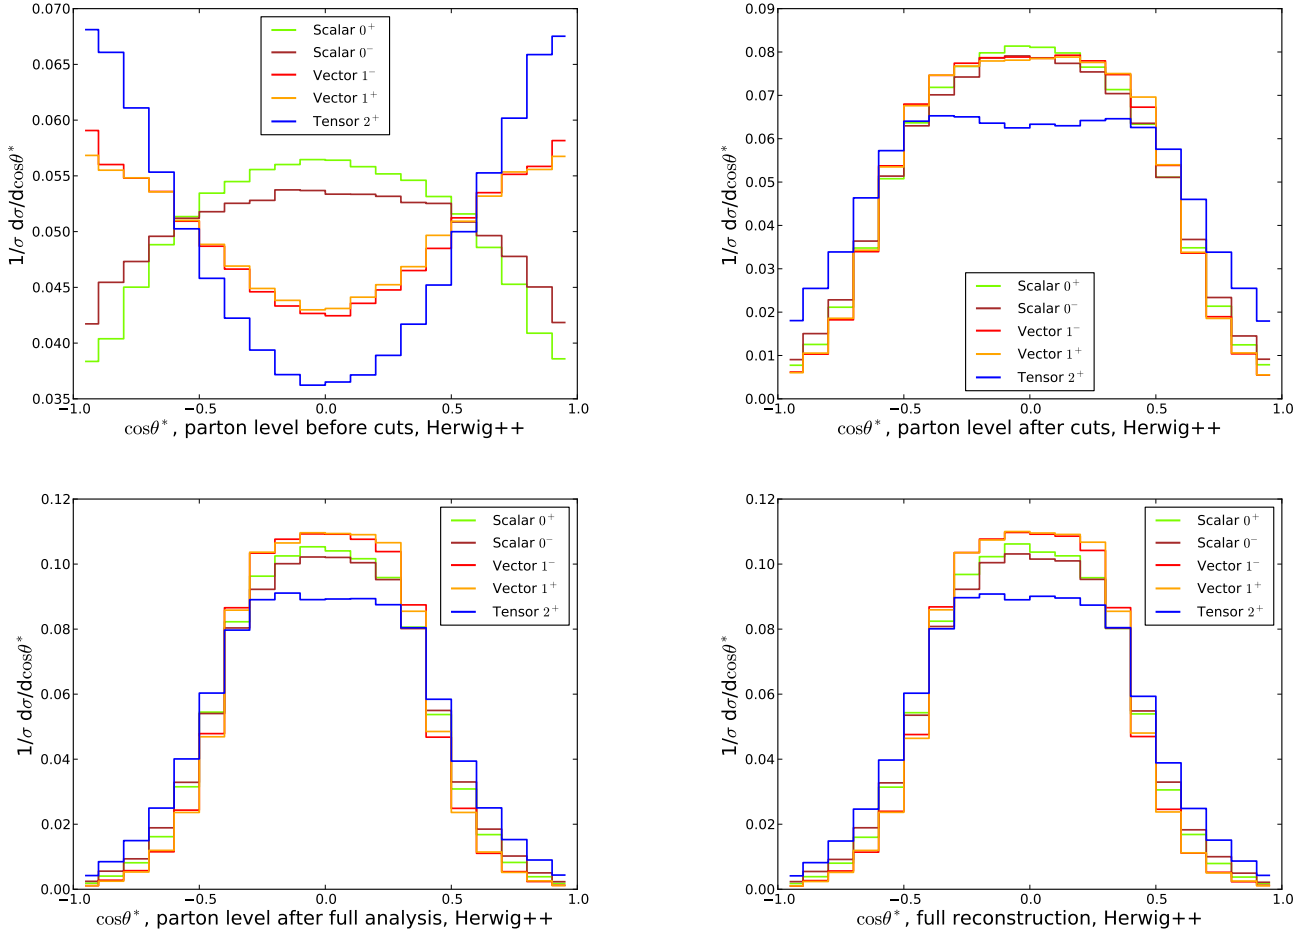 0.070
0.065
0.060
0.055
0.050
0.045
0.040
0.035
1/σ dσ/dcosθ*
Scalar 0⁺
Scalar 0⁻
Vector 1⁻
Vector 1⁺
Tensor 2⁺
−1.0 −0.5 0.0 0.5 1.0
cosθ*, parton level before cuts, Herwig++
0.09
0.08
0.07
0.06
0.05
0.04
0.03
0.02
0.01
0.00
1/σ dσ/dcosθ*
Scalar 0⁺
Scalar 0⁻
Vector 1⁻
Vector 1⁺
Tensor 2⁺
−1.0 −0.5 0.0 0.5 1.0
cosθ*, parton level after cuts, Herwig++
0.12
0.10
0.08
0.06
0.04
0.02
0.00
1/σ dσ/dcosθ*
Scalar 0⁺
Scalar 0⁻
Vector 1⁻
Vector 1⁺
Tensor 2⁺
−1.0 −0.5 0.0 0.5 1.0
cosθ*, parton level after full analysis, Herwig++
0.12
0.10
0.08
0.06
0.04
0.02
0.00
1/σ dσ/dcosθ*
Scalar 0⁺
Scalar 0⁻
Vector 1⁻
Vector 1⁺
Tensor 2⁺
−1.0 −0.5 0.0 0.5 1.0
cosθ*, full reconstruction, Herwig++